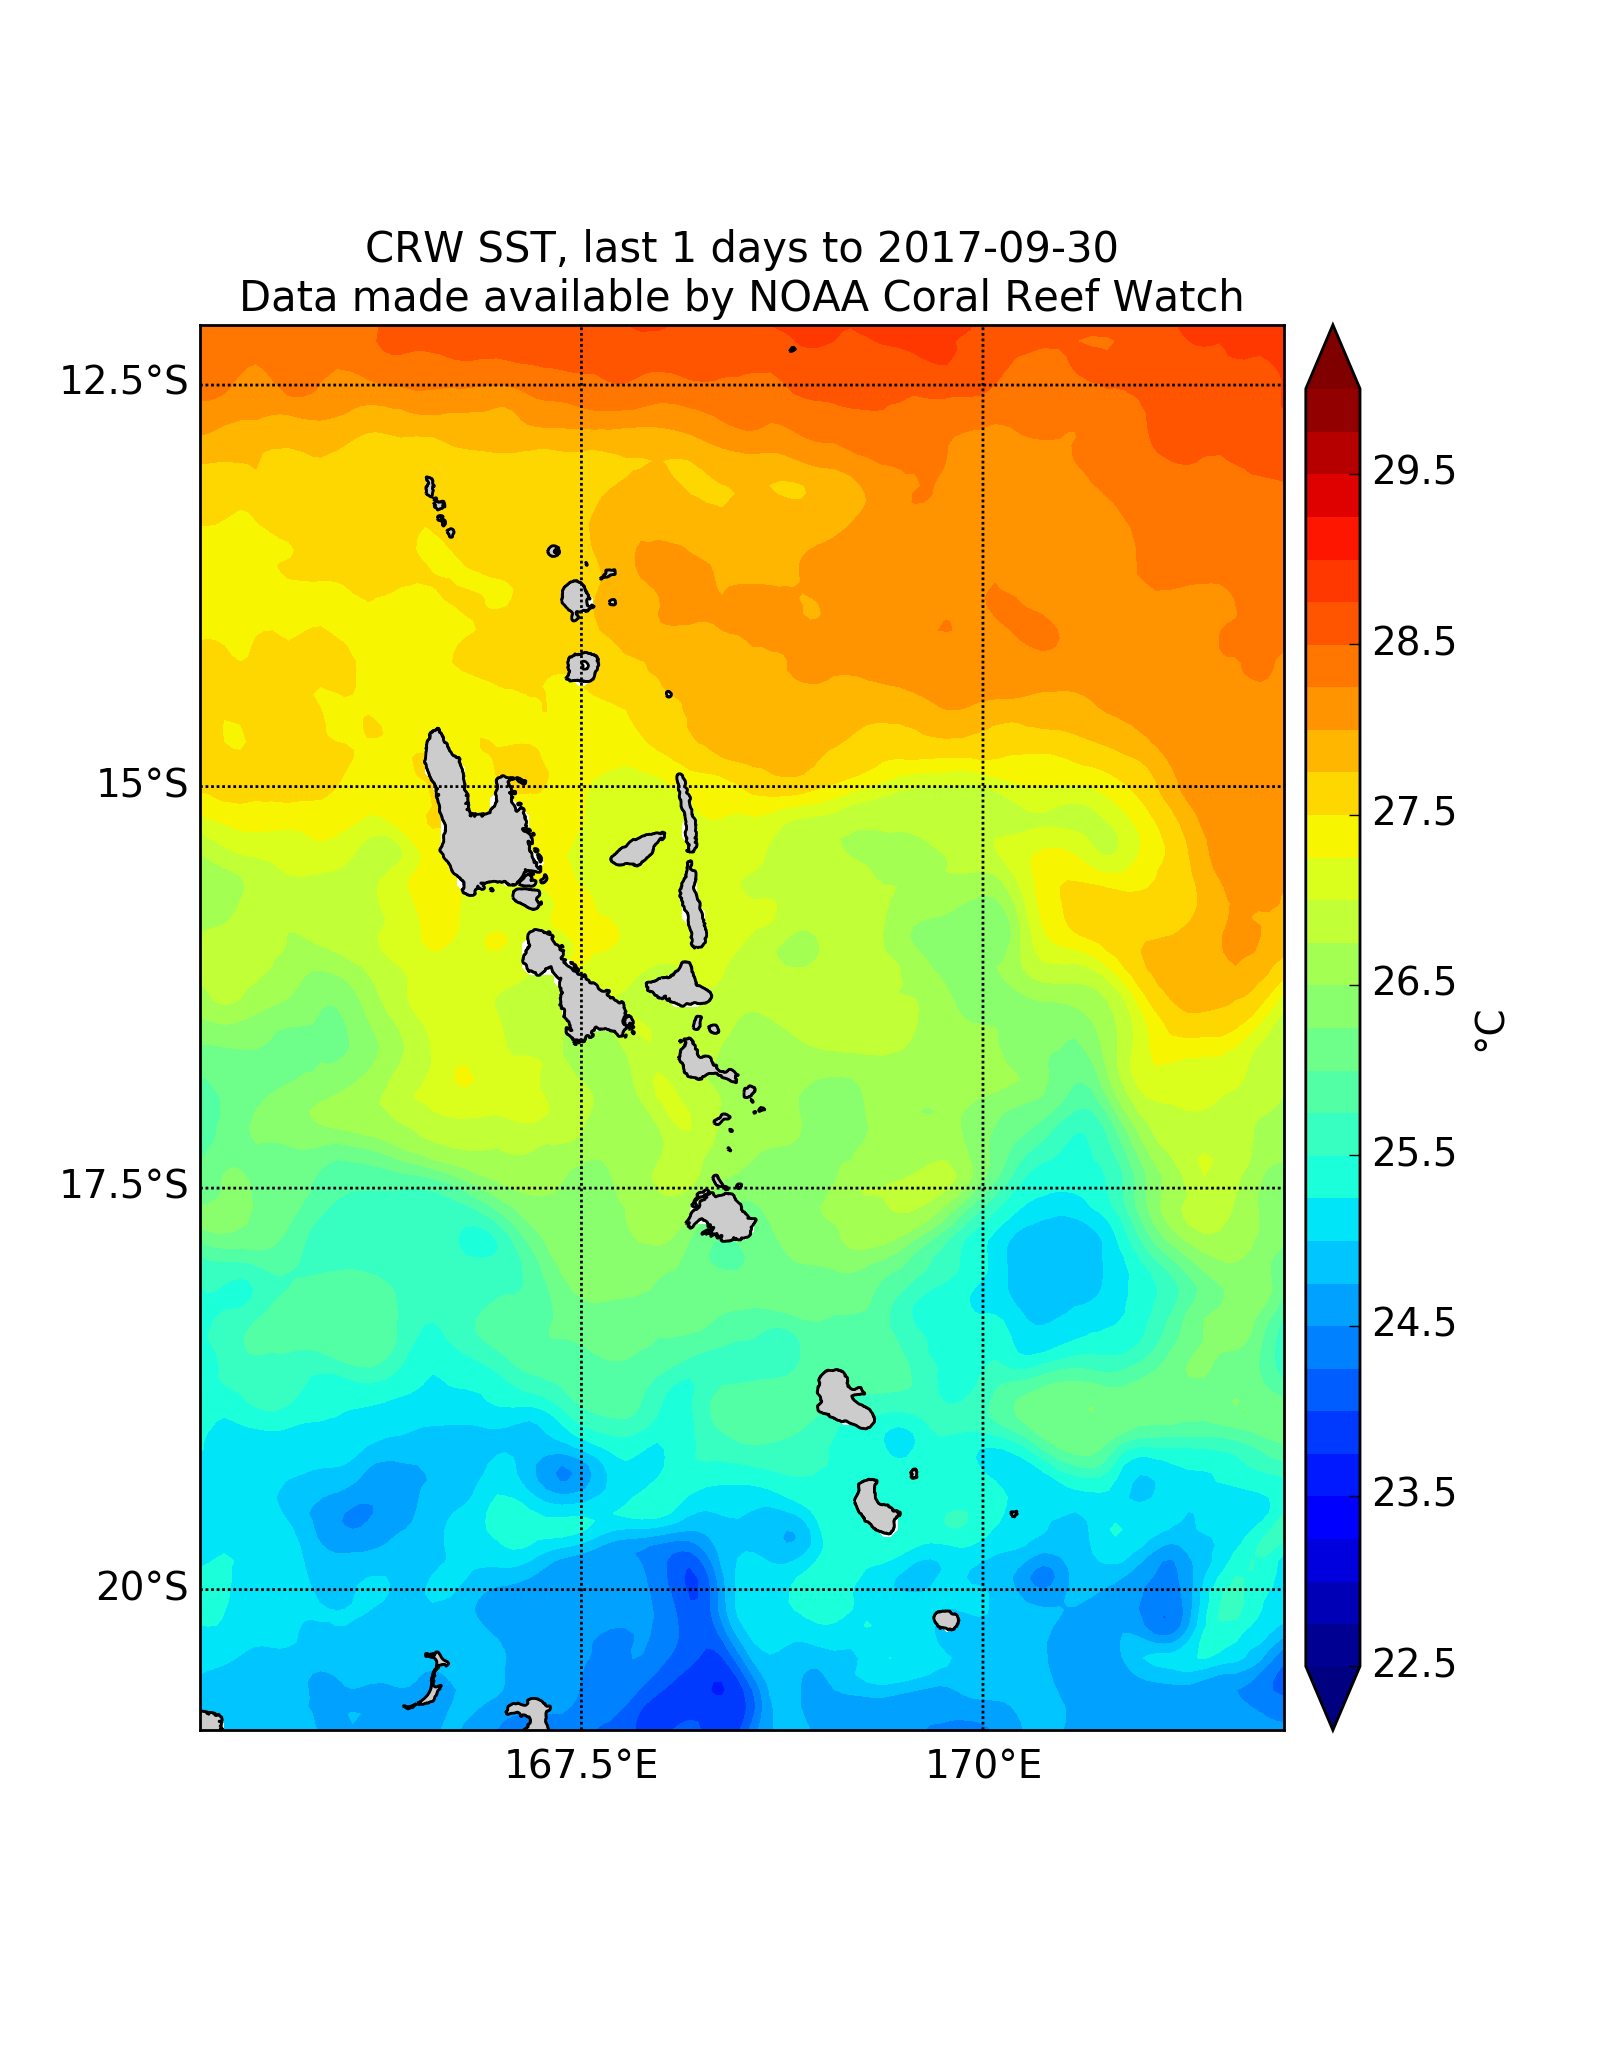 CRW SST, last 1 days to 2017-09-30
Data made available by NOAA Coral Reef Watch
12.5°S
15°S
17.5°S
20°S
167.5°E
170°E
29.5
28.5
27.5
26.5
25.5
24.5
23.5
22.5
°C